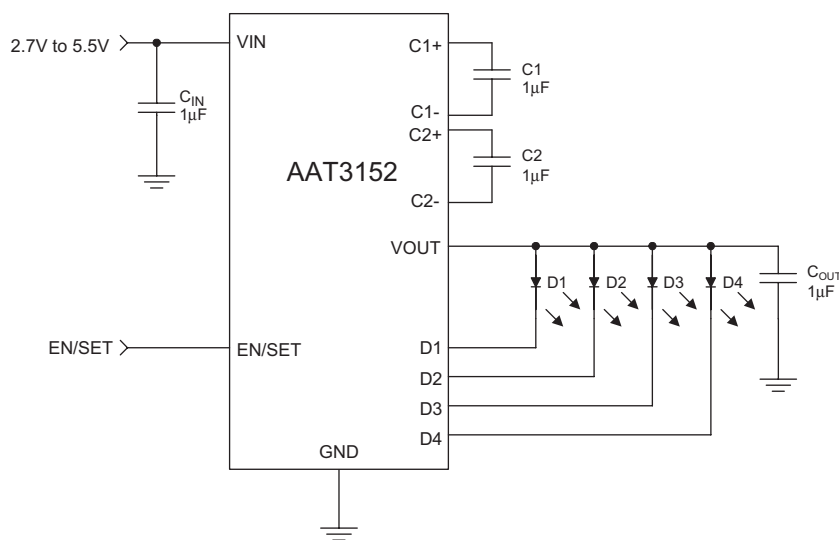 2.7V to 5.5V
VIN
C1+
C1
1μF
C1-
CIN
1μF
C2+
C2
1μF
C2-
AAT3152
VOUT
D1
D2
D3
D4
COUT
1μF
EN/SET
EN/SET
D1
D2
D3
D4
GND